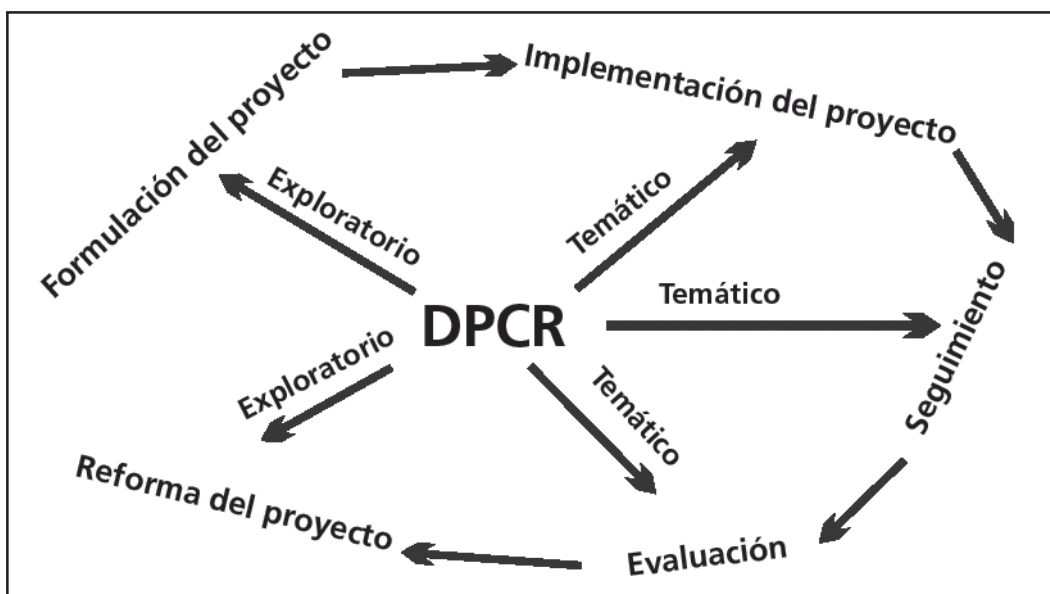 Formulación del proyecto
Implementación del proyecto
Exploratorio
Temático
Temático
DPCR
Exploratorio
Temático
Seguimiento
Reforma del proyecto
Evaluación